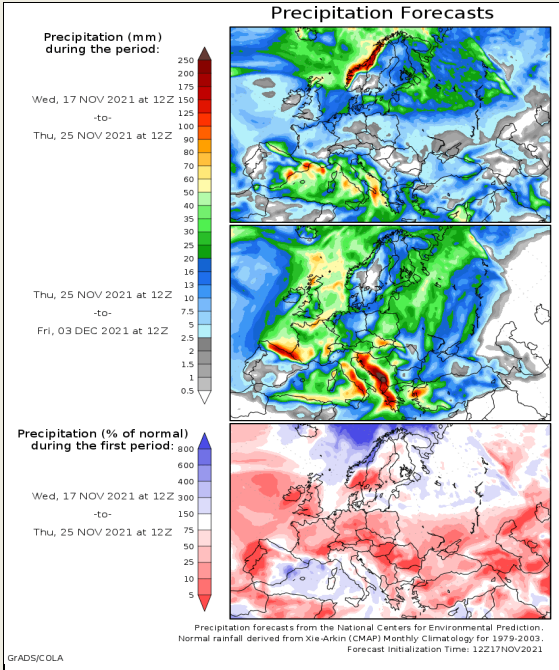 Precipitation Forecasts
Precipitation (mm)
during the period:
Wed, 17 NOV 2021 at 12Z
-to-
Thu, 25 NOV 2021 at 12Z
250
200
175
150
125
100
90
80
70
60
50
40
35
30
25
20
16
13
10
7.5
5
2.5
2
1.5
1
0.5
Thu, 25 NOV 2021 at 12Z
-to-
Fri, 03 DEC 2021 at 12Z
Precipitation (% of normal)
during the first period:
Wed, 17 NOV 2021 at 12Z
-to-
Thu, 25 NOV 2021 at 12Z
800
600
400
300
150
75
50
25
10
5
Precipitation forecasts from the National Centers for Environmental Prediction.
Normal rainfall derived from Xie-Arkin (CMAP) Monthly Climatology for 1979-2003.
Forecast Initialization Time: 12Z17NOV2021
GrADS/COLA